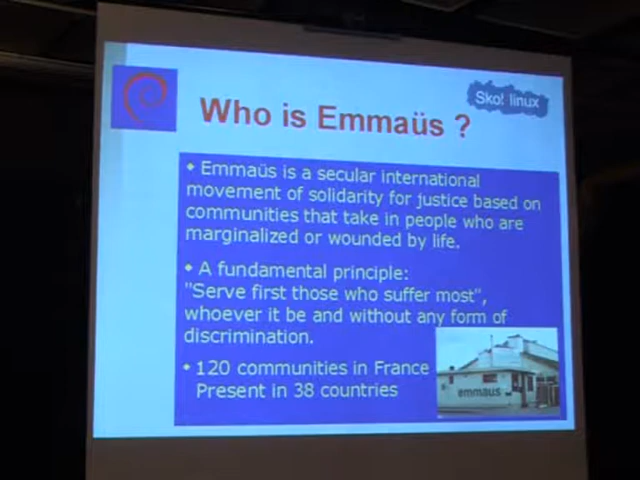 Skol linux
Who is Emmaüs ?
• Emmaüs is a secular international
movement of solidarity for justice based on
communities that take in people who are
marginalized or wounded by life.
• A fundamental principle:
"Serve first those who suffer most",
whoever it be and without any form of
discrimination.
• 120 communities in France
Present in 38 countries
emmaus